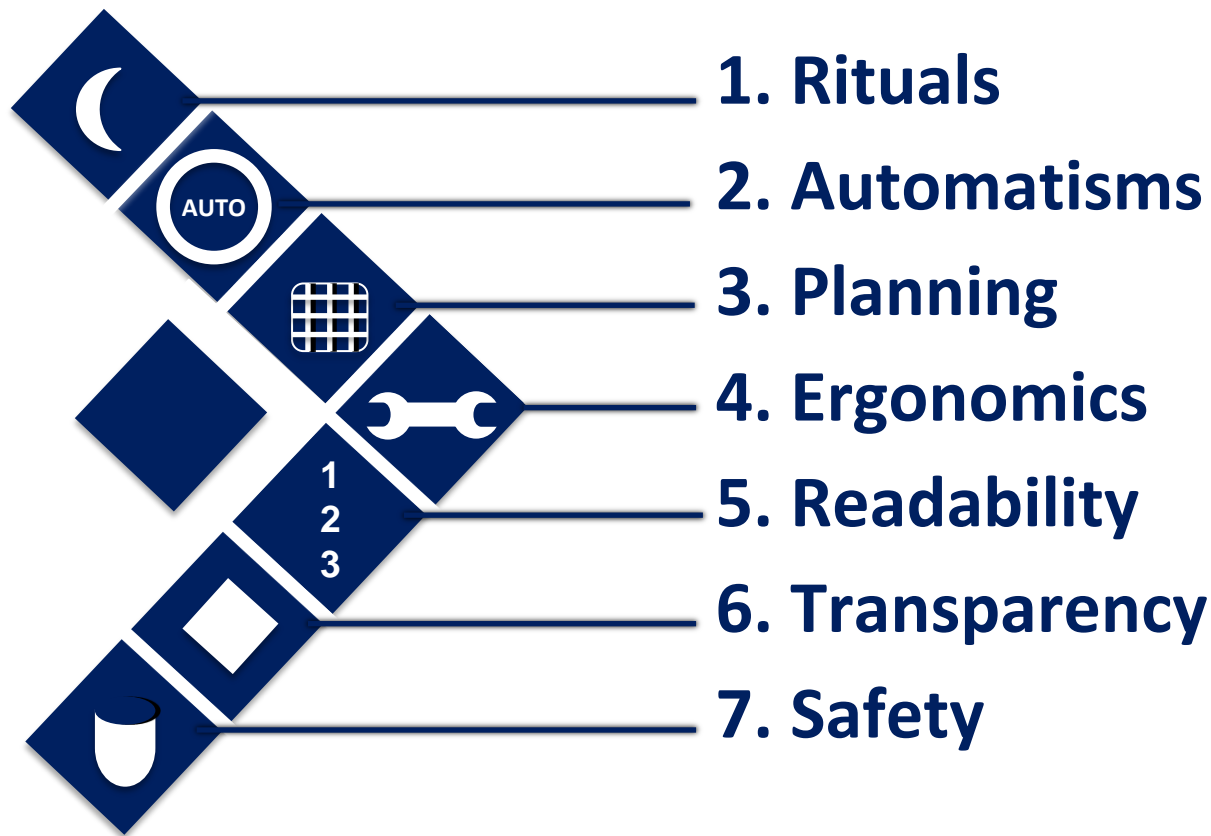 1. Rituals
AUTO
2. Automatisms
3. Planning
4. Ergonomics
1
2
3
5. Readability
6. Transparency
7. Safety